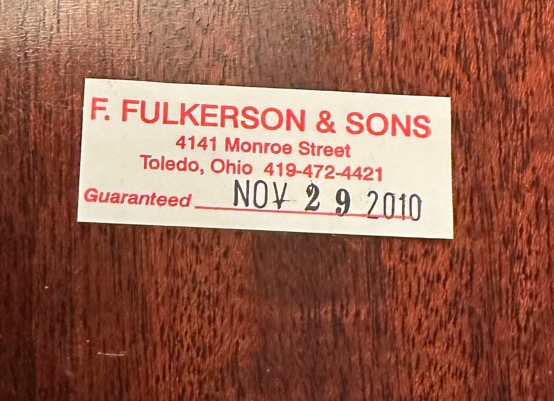 F. FULKERSON & SONS
4141 Monroe Street
Toledo, Ohio 419-472-4421
Guaranteed NOV 29 2010